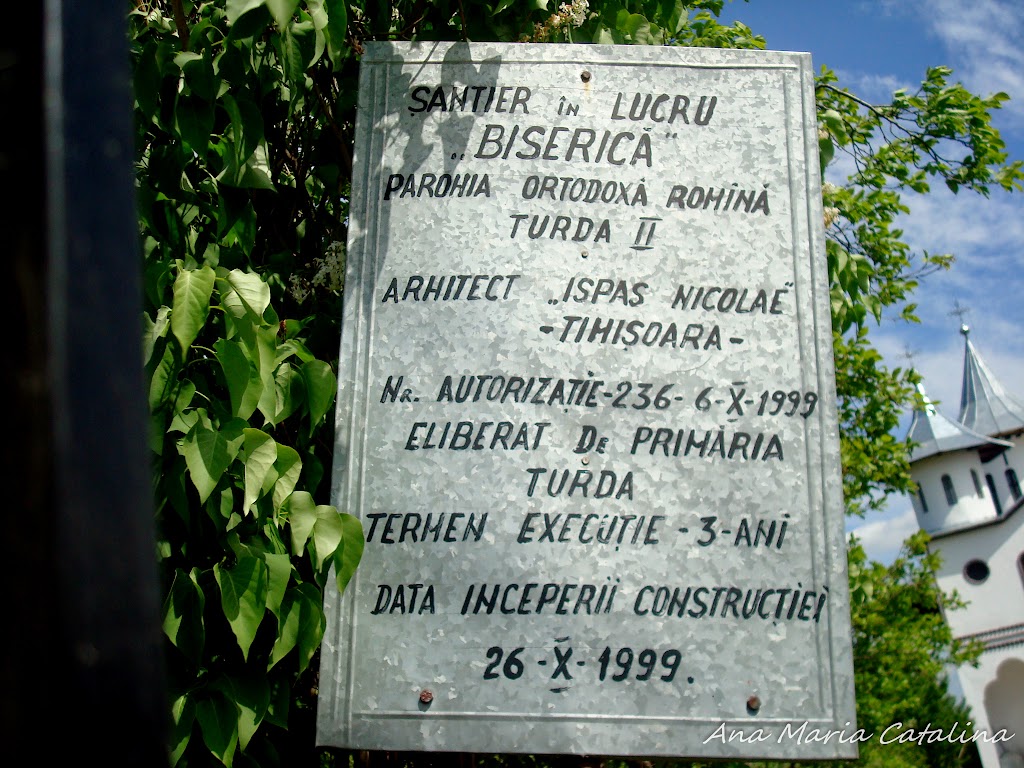 ȘANTIER în LUCRU
„BISERICĂ"
PAROHIA ORTODOXĂ ROMÎNĂ
TURDA II
ARHITECT „ISPAȘ NICOLAE"
-TIMIȘOARA-
Nr. AUTORIZAȚIE-236-6-X-1999
ELIBERAT De PRIMĂRIA
TURDA
TERMEN EXECUȚIE -3-ANI
DATA INCEPERII CONSTRUCȚIEI
26-X-1999.
Ana Maria Catalina